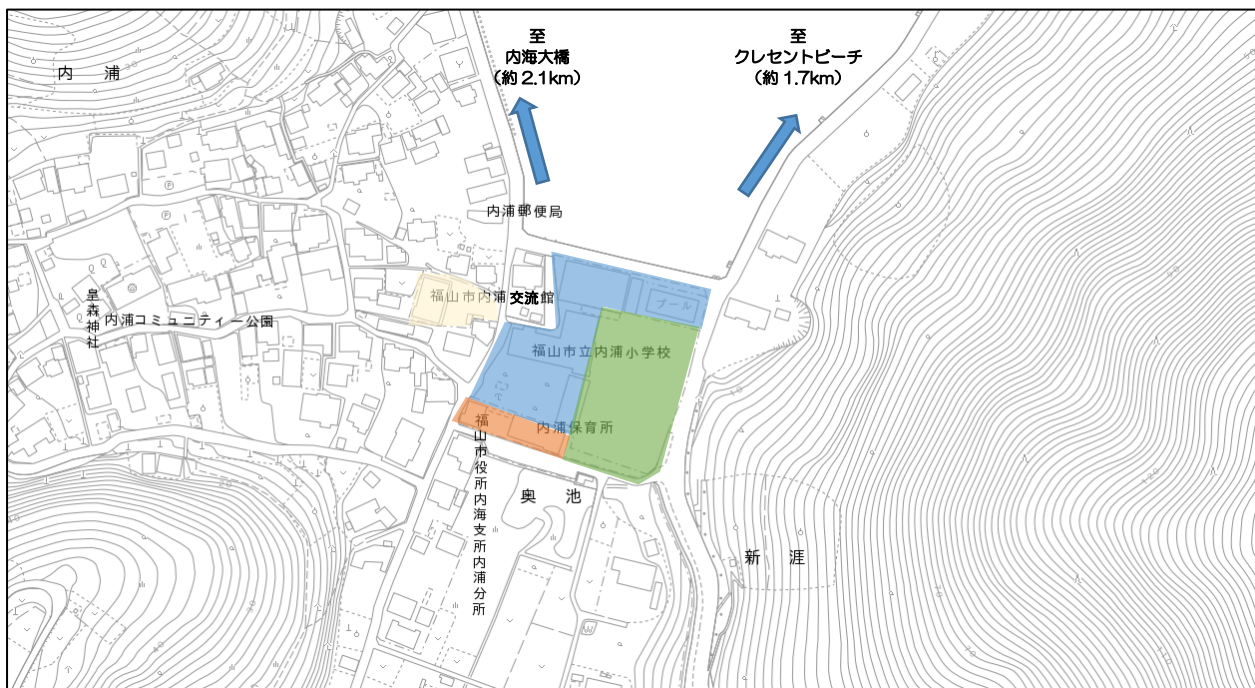 至
内海大橋
（約 2.1km）
至
クレセントビーチ
（約 1.7km）
内　浦
内浦郵便局
福山市内浦交流館
プール
皇森神社
内浦コミュニティー公園
福山市立内浦小学校
内浦保育所
福山市役所内海支所内浦分所
奥　池
新　涯